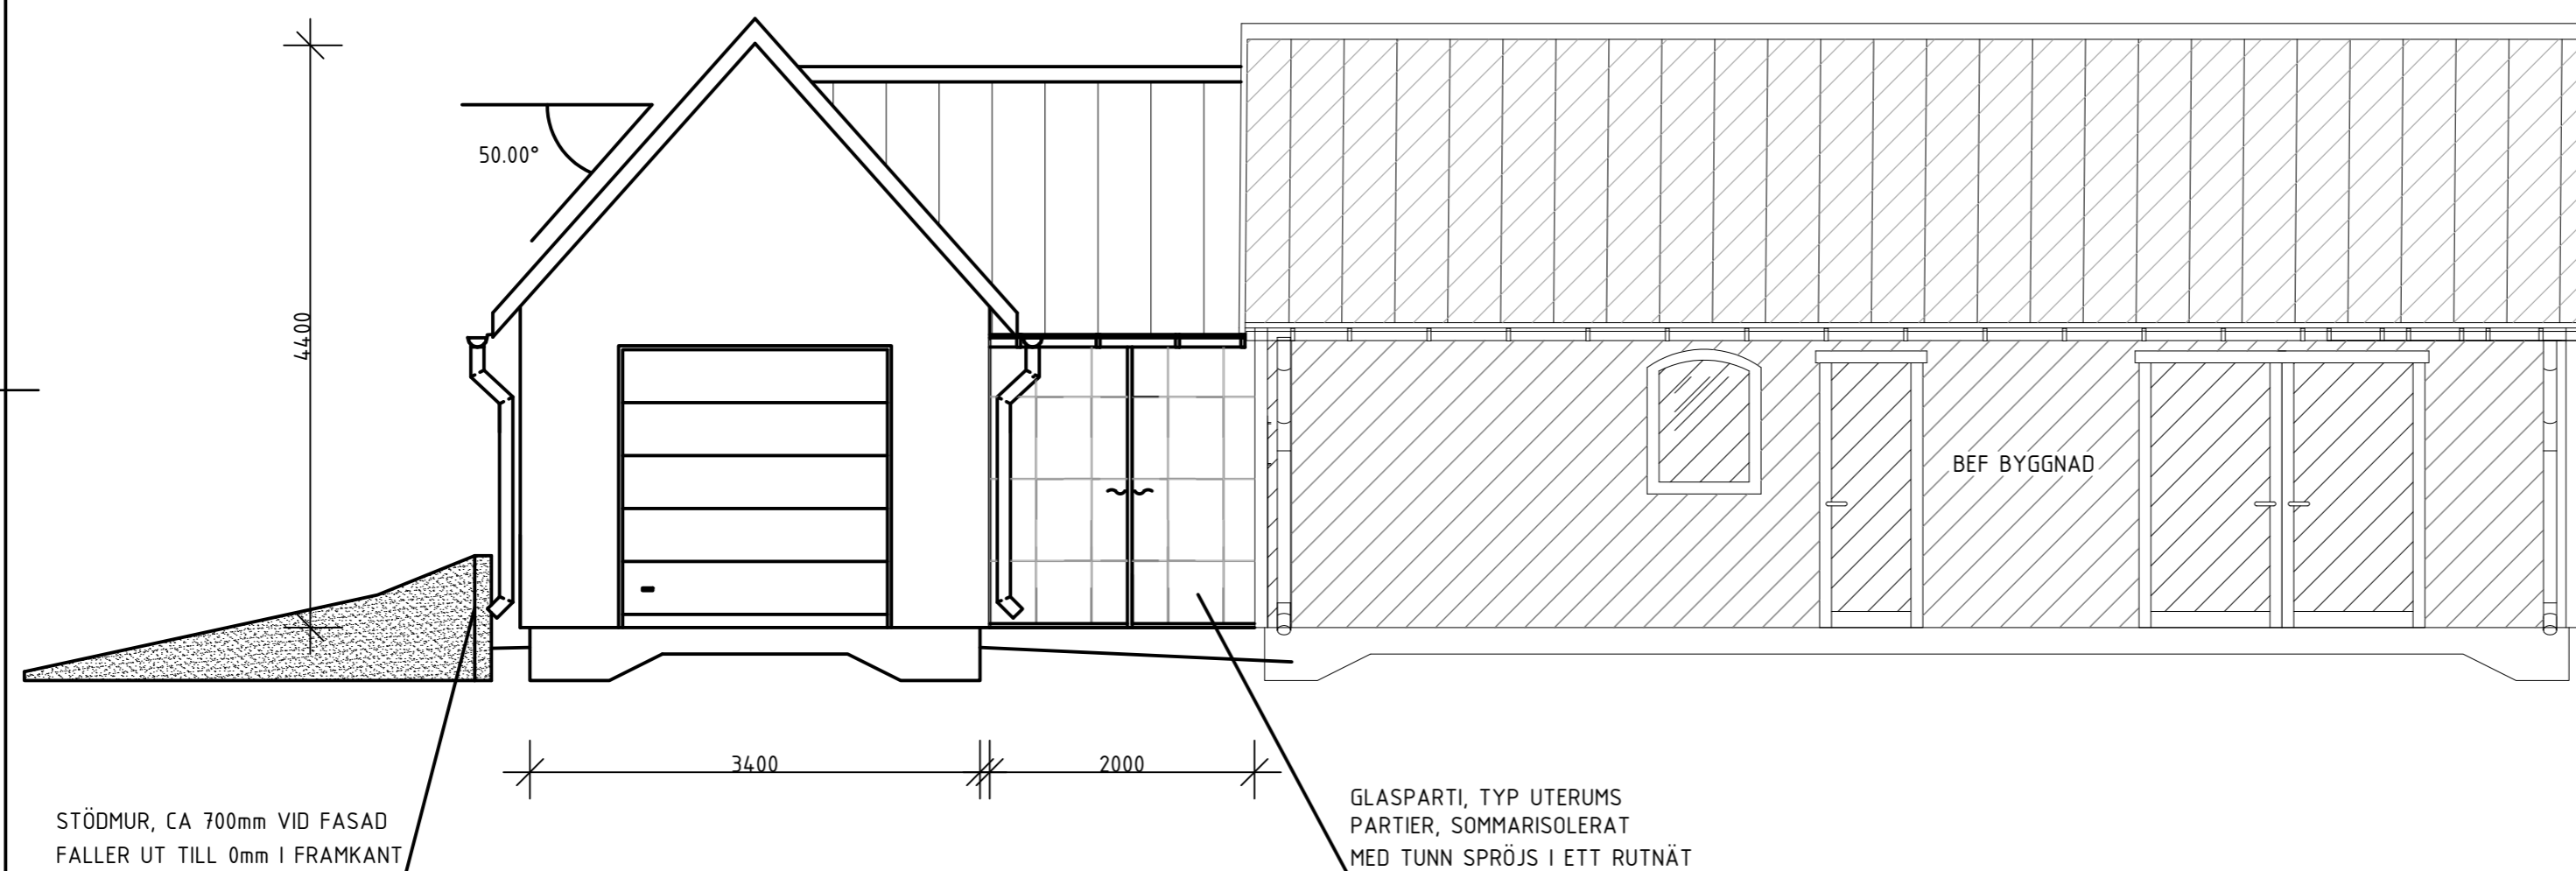 50.00°
4400
BEF BYGGNAD
3400
2000
STÖDMUR, CA 700mm VID FASAD
FALLER UT TILL 0mm I FRAMKANT
GLASPARTI, TYP UTERUMS
PARTIER, SOMMARISOLERAT
MED TUNN SPRÖJS I ETT RUTNÄT